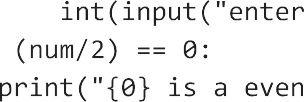 int(input("enter
(num/2) == 0:
print("{0} is a even